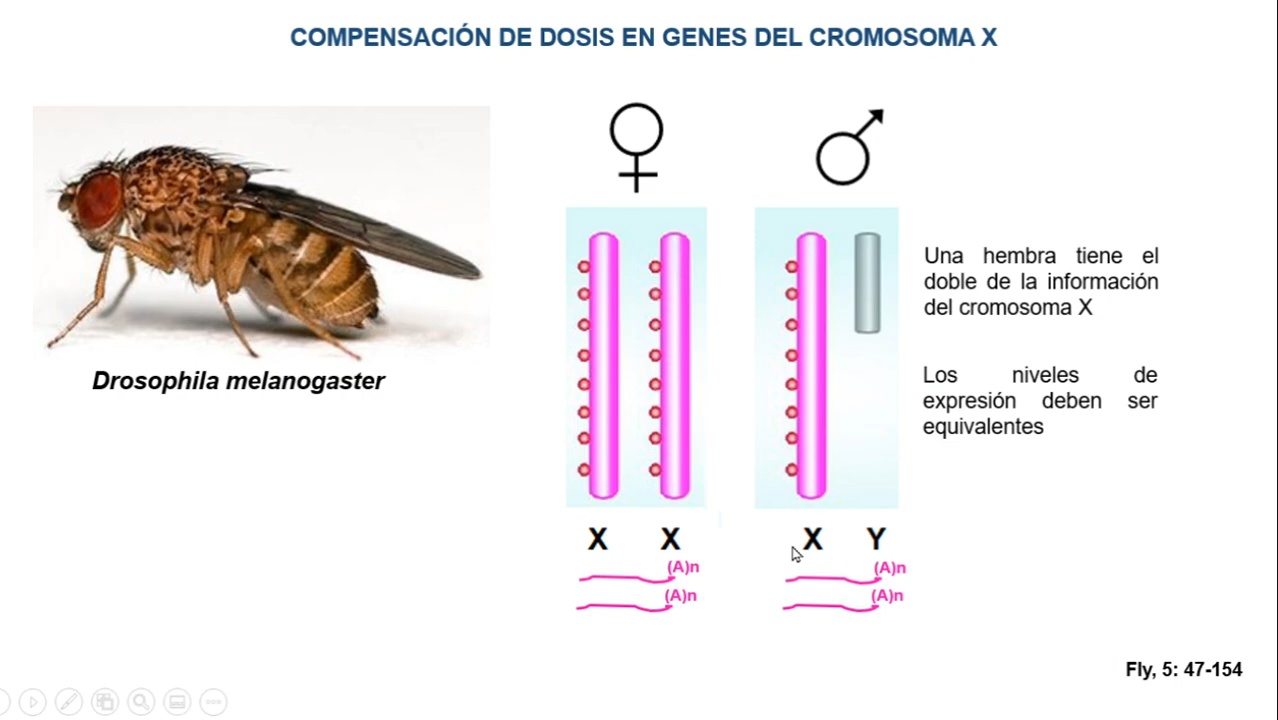 COMPENSACIÓN DE DOSIS EN GENES DEL CROMOSOMA X
Drosophila melanogaster
Una hembra tiene el
doble de la información
del cromosoma X
Los niveles de
expresión deben ser
equivalentes
X X
X Y
(A)n
(A)n
(A)n
(A)n
Fly, 5: 47-154